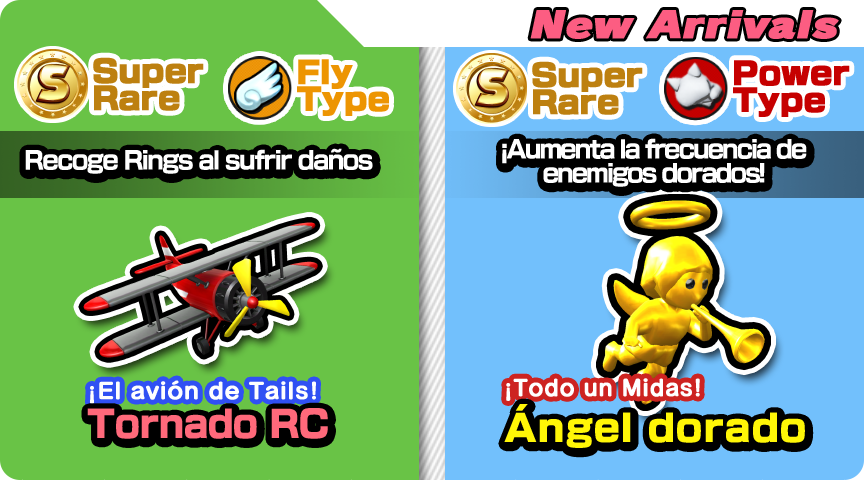 New Arrivals
S Super
Rare
Fly
Type
Recoge Rings al sufrir daños
¡El avión de Tails!
Tornado RC
S Super
Rare
Power
Type
¡Aumenta la frecuencia de
enemigos dorados!
¡Todo un Midas!
Ángel dorado